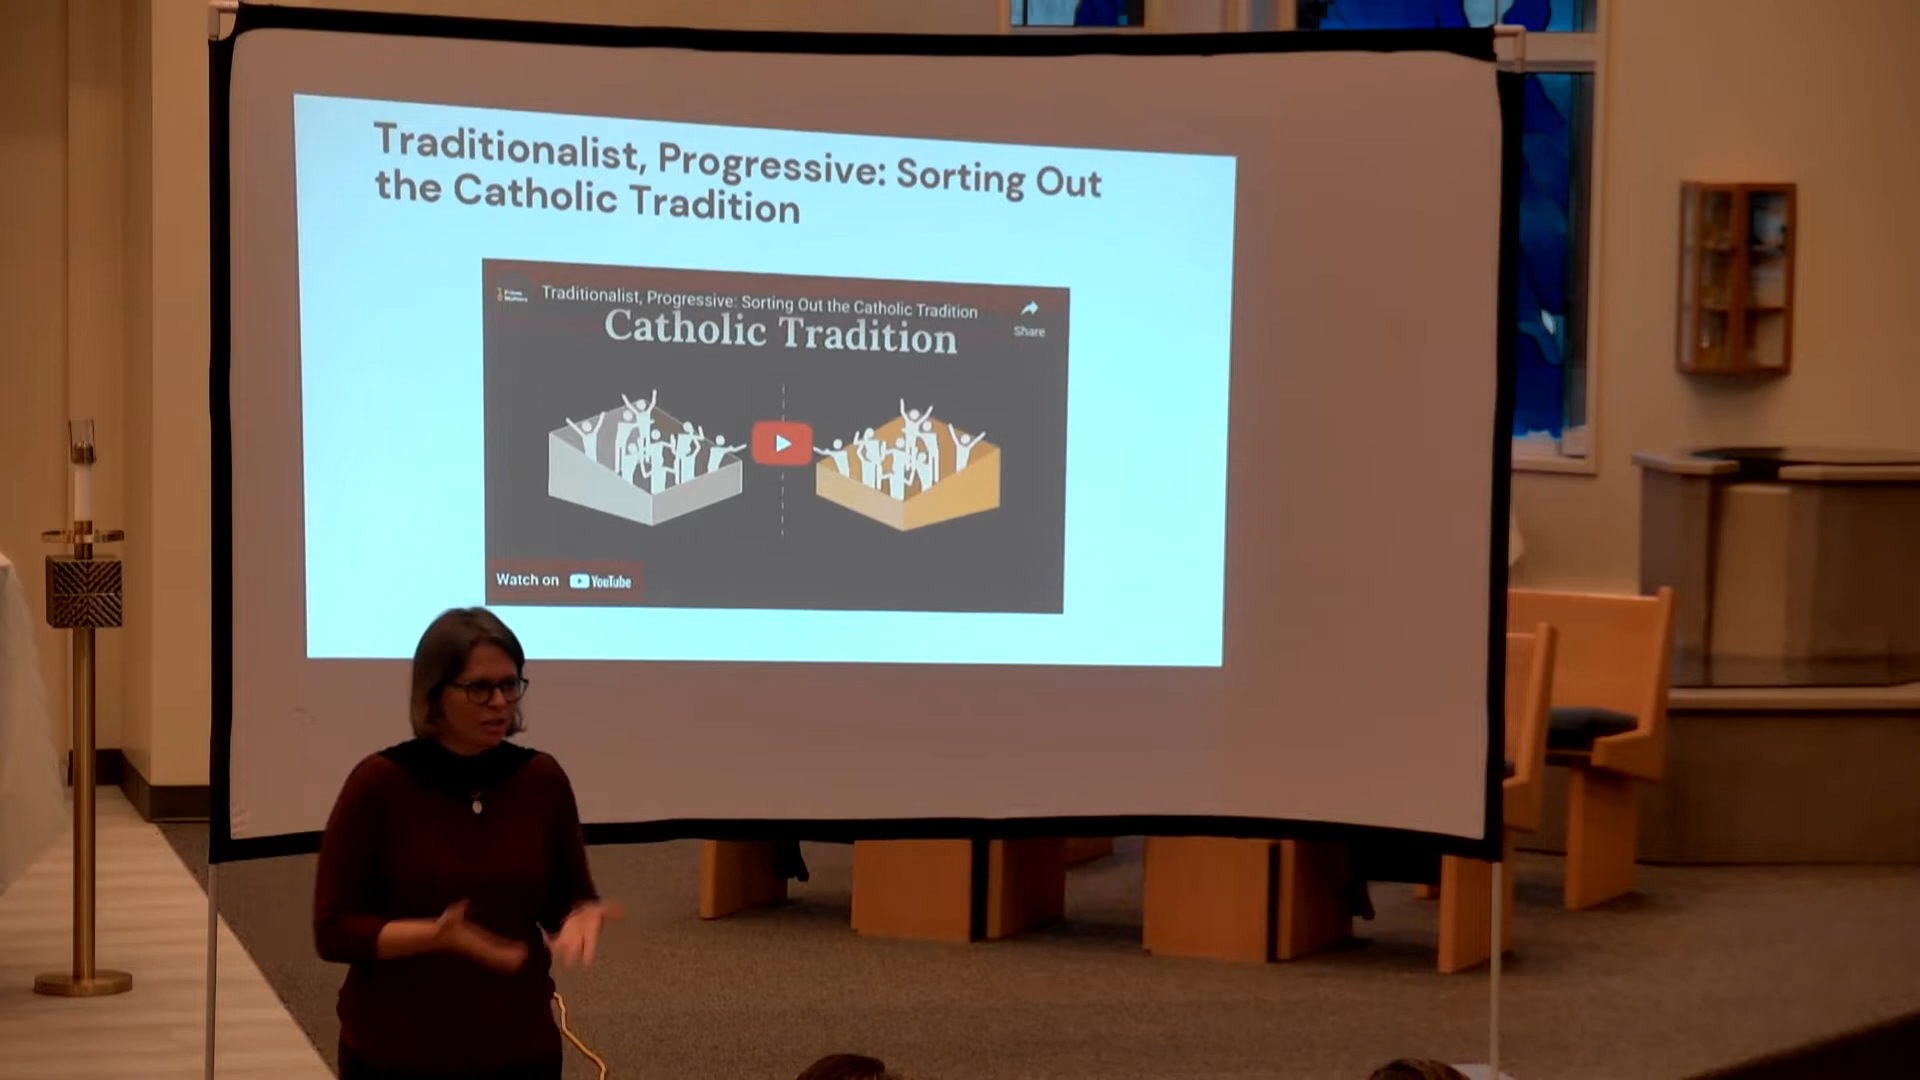 Traditionalist, Progressive: Sorting Out
the Catholic Tradition
Traditionalist, Progressive: Sorting Out the Catholic Tradition
Catholic Tradition
Share
Watch on YouTube